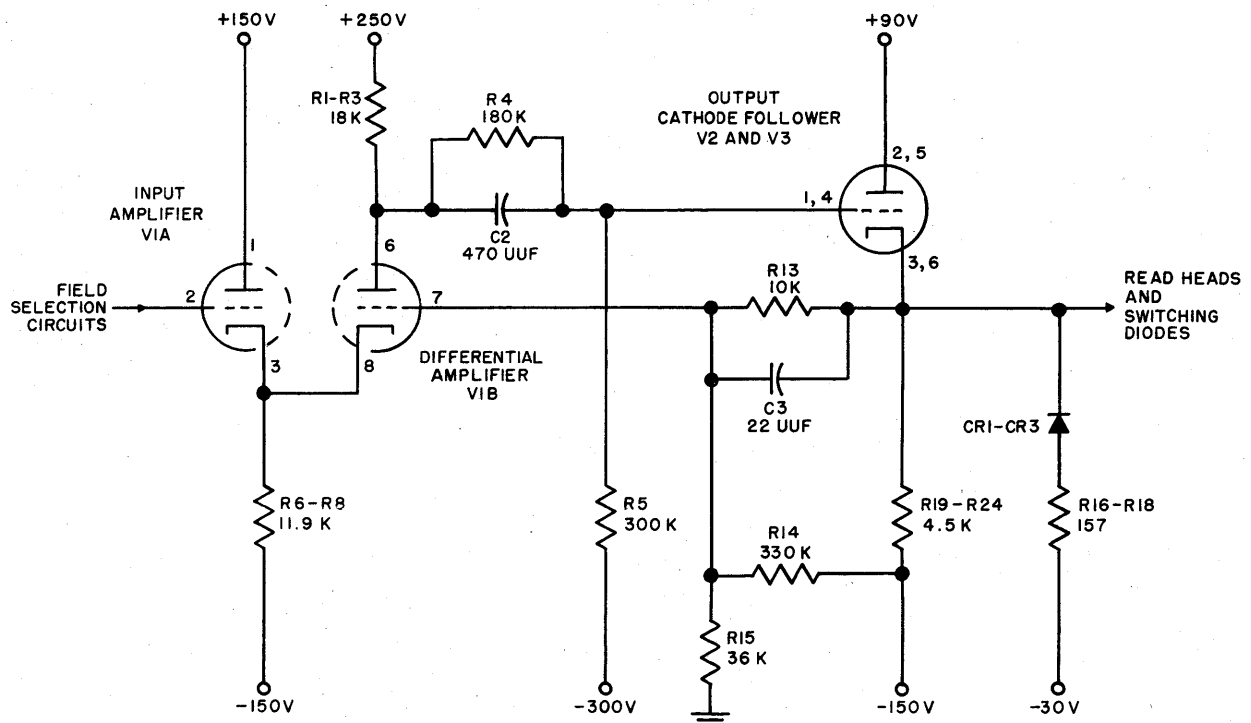 +150V
+250V
+90V
R1-R3
18K
R4
180K
OUTPUT
CATHODE FOLLOWER
V2 AND V3
2, 5
INPUT
AMPLIFIER
V1A
1, 4
C2
470 UUF
1
6
3, 6
FIELD
SELECTION
CIRCUITS
2
7
R13
10K
READ HEADS
AND
SWITCHING
DIODES
3
8
DIFFERENTIAL
AMPLIFIER
V1B
C3
22 UUF
CR1-CR3
R6-R8
11.9 K
R5
300 K
R14
330 K
R19-R24
4.5 K
R16-R18
157
R15
36 K
-150V
-300V
-150V
-30V